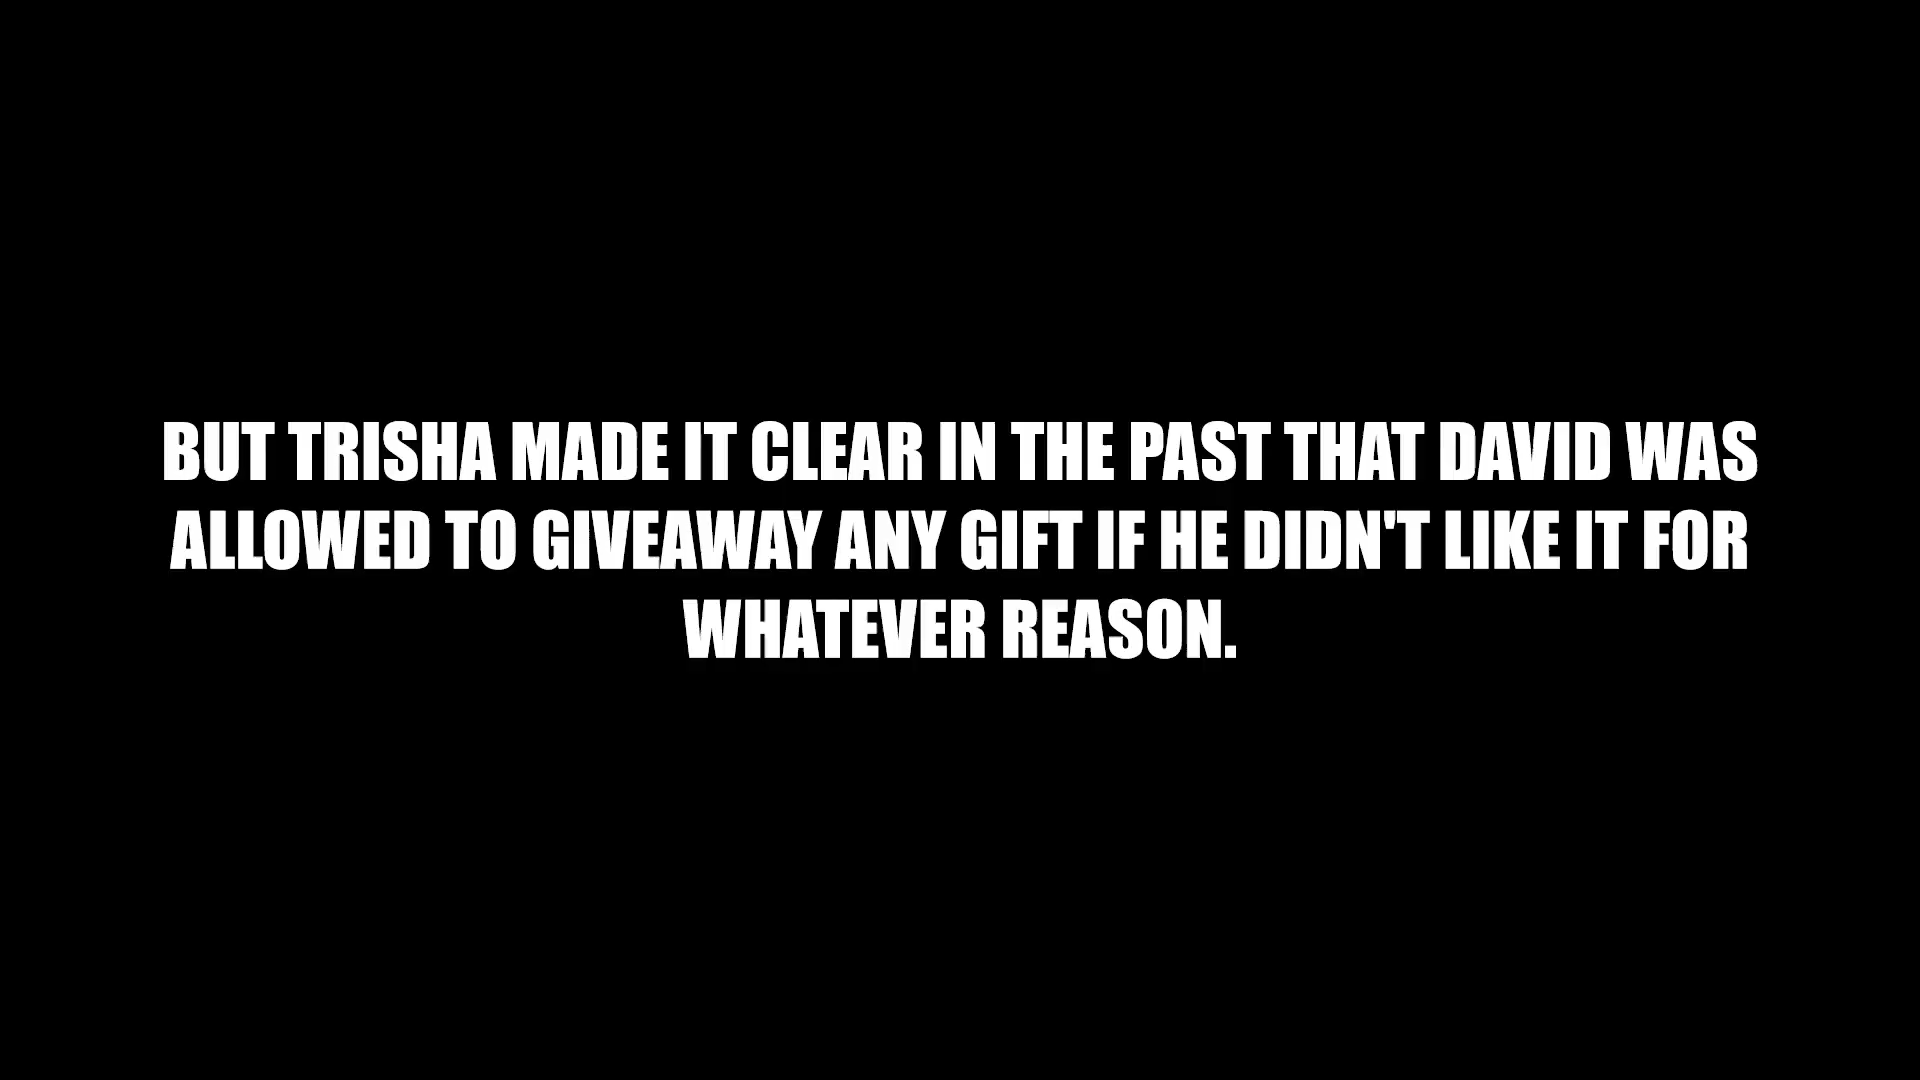 BUT TRISHA MADE IT CLEAR IN THE PAST THAT DAVID WAS
ALLOWED TO GIVEAWAY ANY GIFT IF HE DIDN'T LIKE IT FOR
WHATEVER REASON.